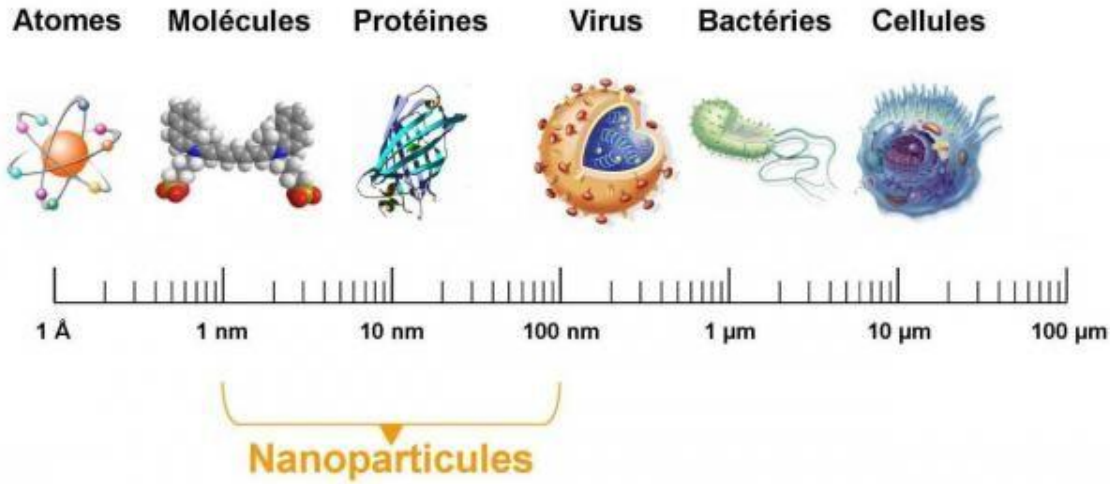 Atomes Molécules Protéines Virus Bactéries Cellules
1 Å 1 nm 10 nm 100 nm 1 µm 10 µm 100 µm
Nanoparticules